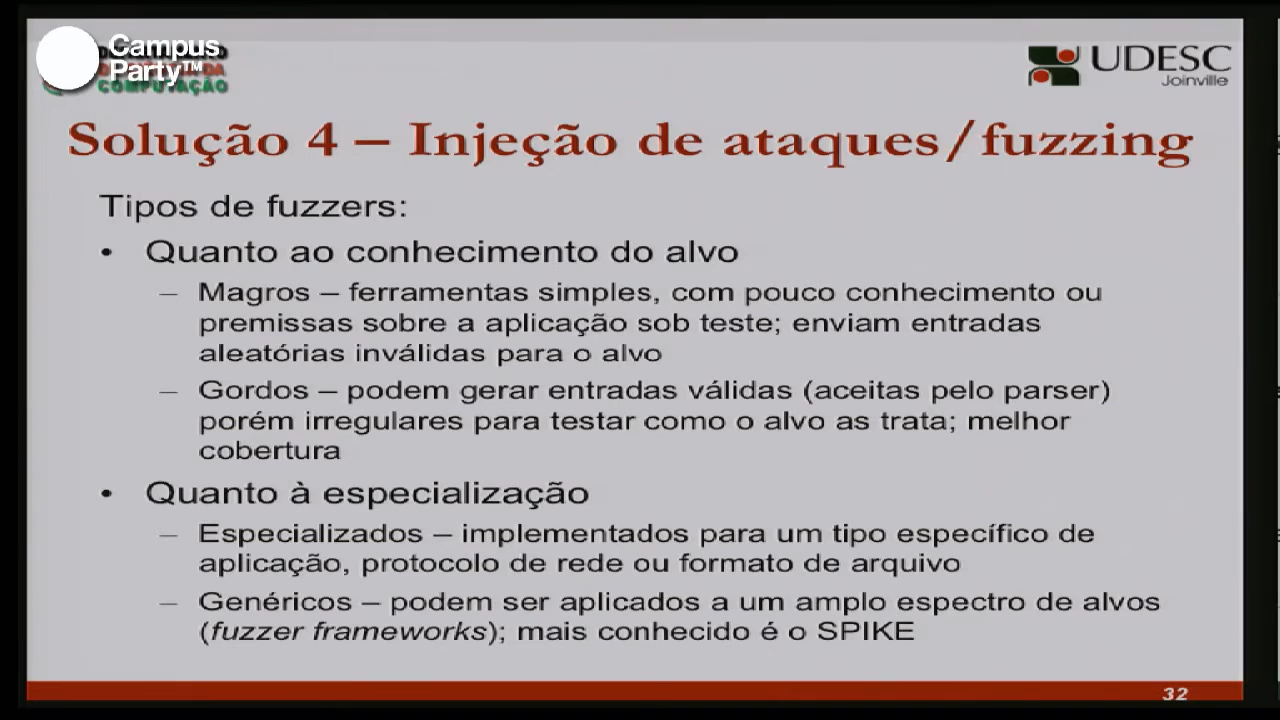 Campus
Party™
COMPUTAÇÃO
UDESC
Joinville
Solução 4 – Injeção de ataques/fuzzing
Tipos de fuzzers:
• Quanto ao conhecimento do alvo
– Magros – ferramentas simples, com pouco conhecimento ou
premissas sobre a aplicação sob teste; enviam entradas
aleatórias inválidas para o alvo
– Gordos – podem gerar entradas válidas (aceitas pelo parser)
porém irregulares para testar como o alvo as trata; melhor
cobertura
• Quanto à especialização
– Especializados – implementados para um tipo específico de
aplicação, protocolo de rede ou formato de arquivo
– Genéricos – podem ser aplicados a um amplo espectro de alvos
(fuzzer frameworks); mais conhecido é o SPIKE
32